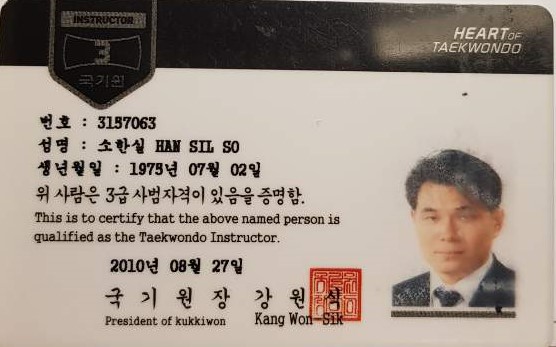 INSTRUCTOR
3
국기원
HEART OF
TAEKWONDO
번호 : 3157063
성명 : 소한실 HAN SIL SO
생년월일 : 1975년 07월 02일
위 사람은 3급 사범자격이 있음을 증명함.
This is to certify that the above named person is
qualified as the Taekwondo Instructor.
2010년 08월 27일
국 기 원 장 강 원 식
President of kukkiwon Kang Won-Sik